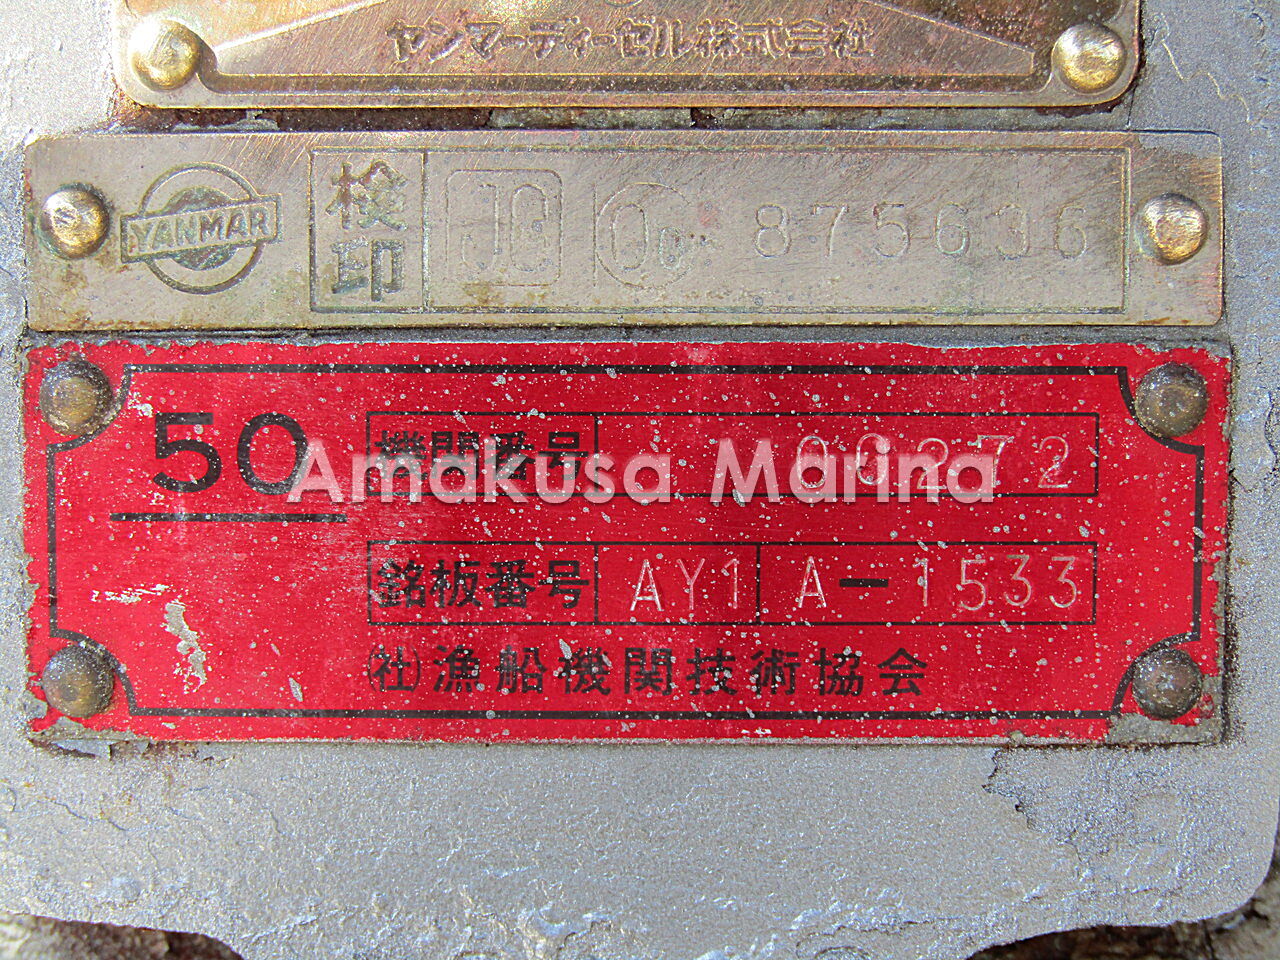 ヤンマーディーゼル株式会社
YANMAR 検印 JG 875636
50 機関番号 00272
Amakusa Marina
銘板番号 AY1 A-1533
(社)漁船機関技術協会